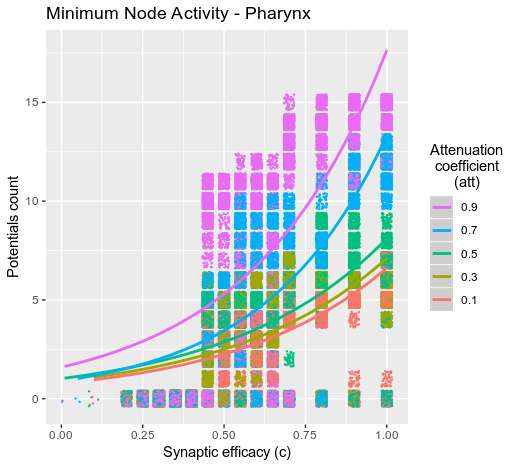 Minimum Node Activity - Pharynx
Potentials count
15
10
5
0
0.00
0.25
0.50
0.75
1.00
Synaptic efficacy (c)
Attenuation
coefficient
(att)
0.9
0.7
0.5
0.3
0.1